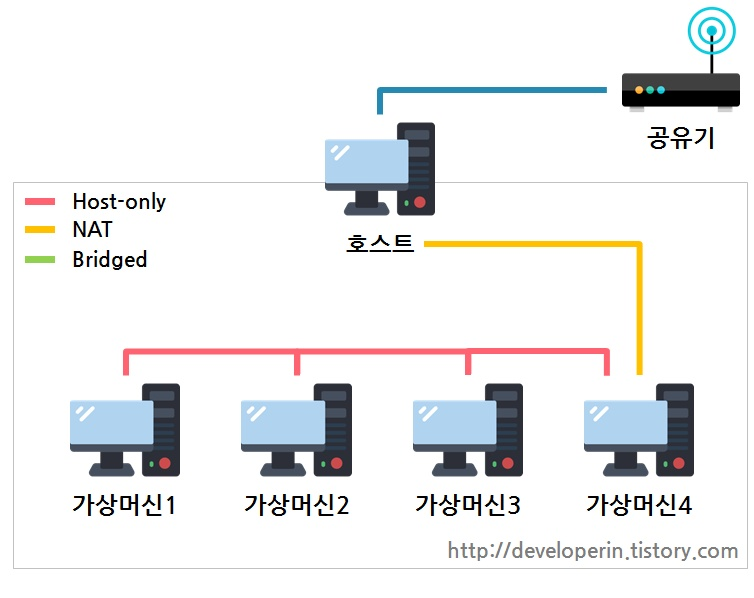 공유기
Host-only
NAT
Bridged
호스트
가상머신1
가상머신2
가상머신3
가상머신4
http://developerin.tistory.com